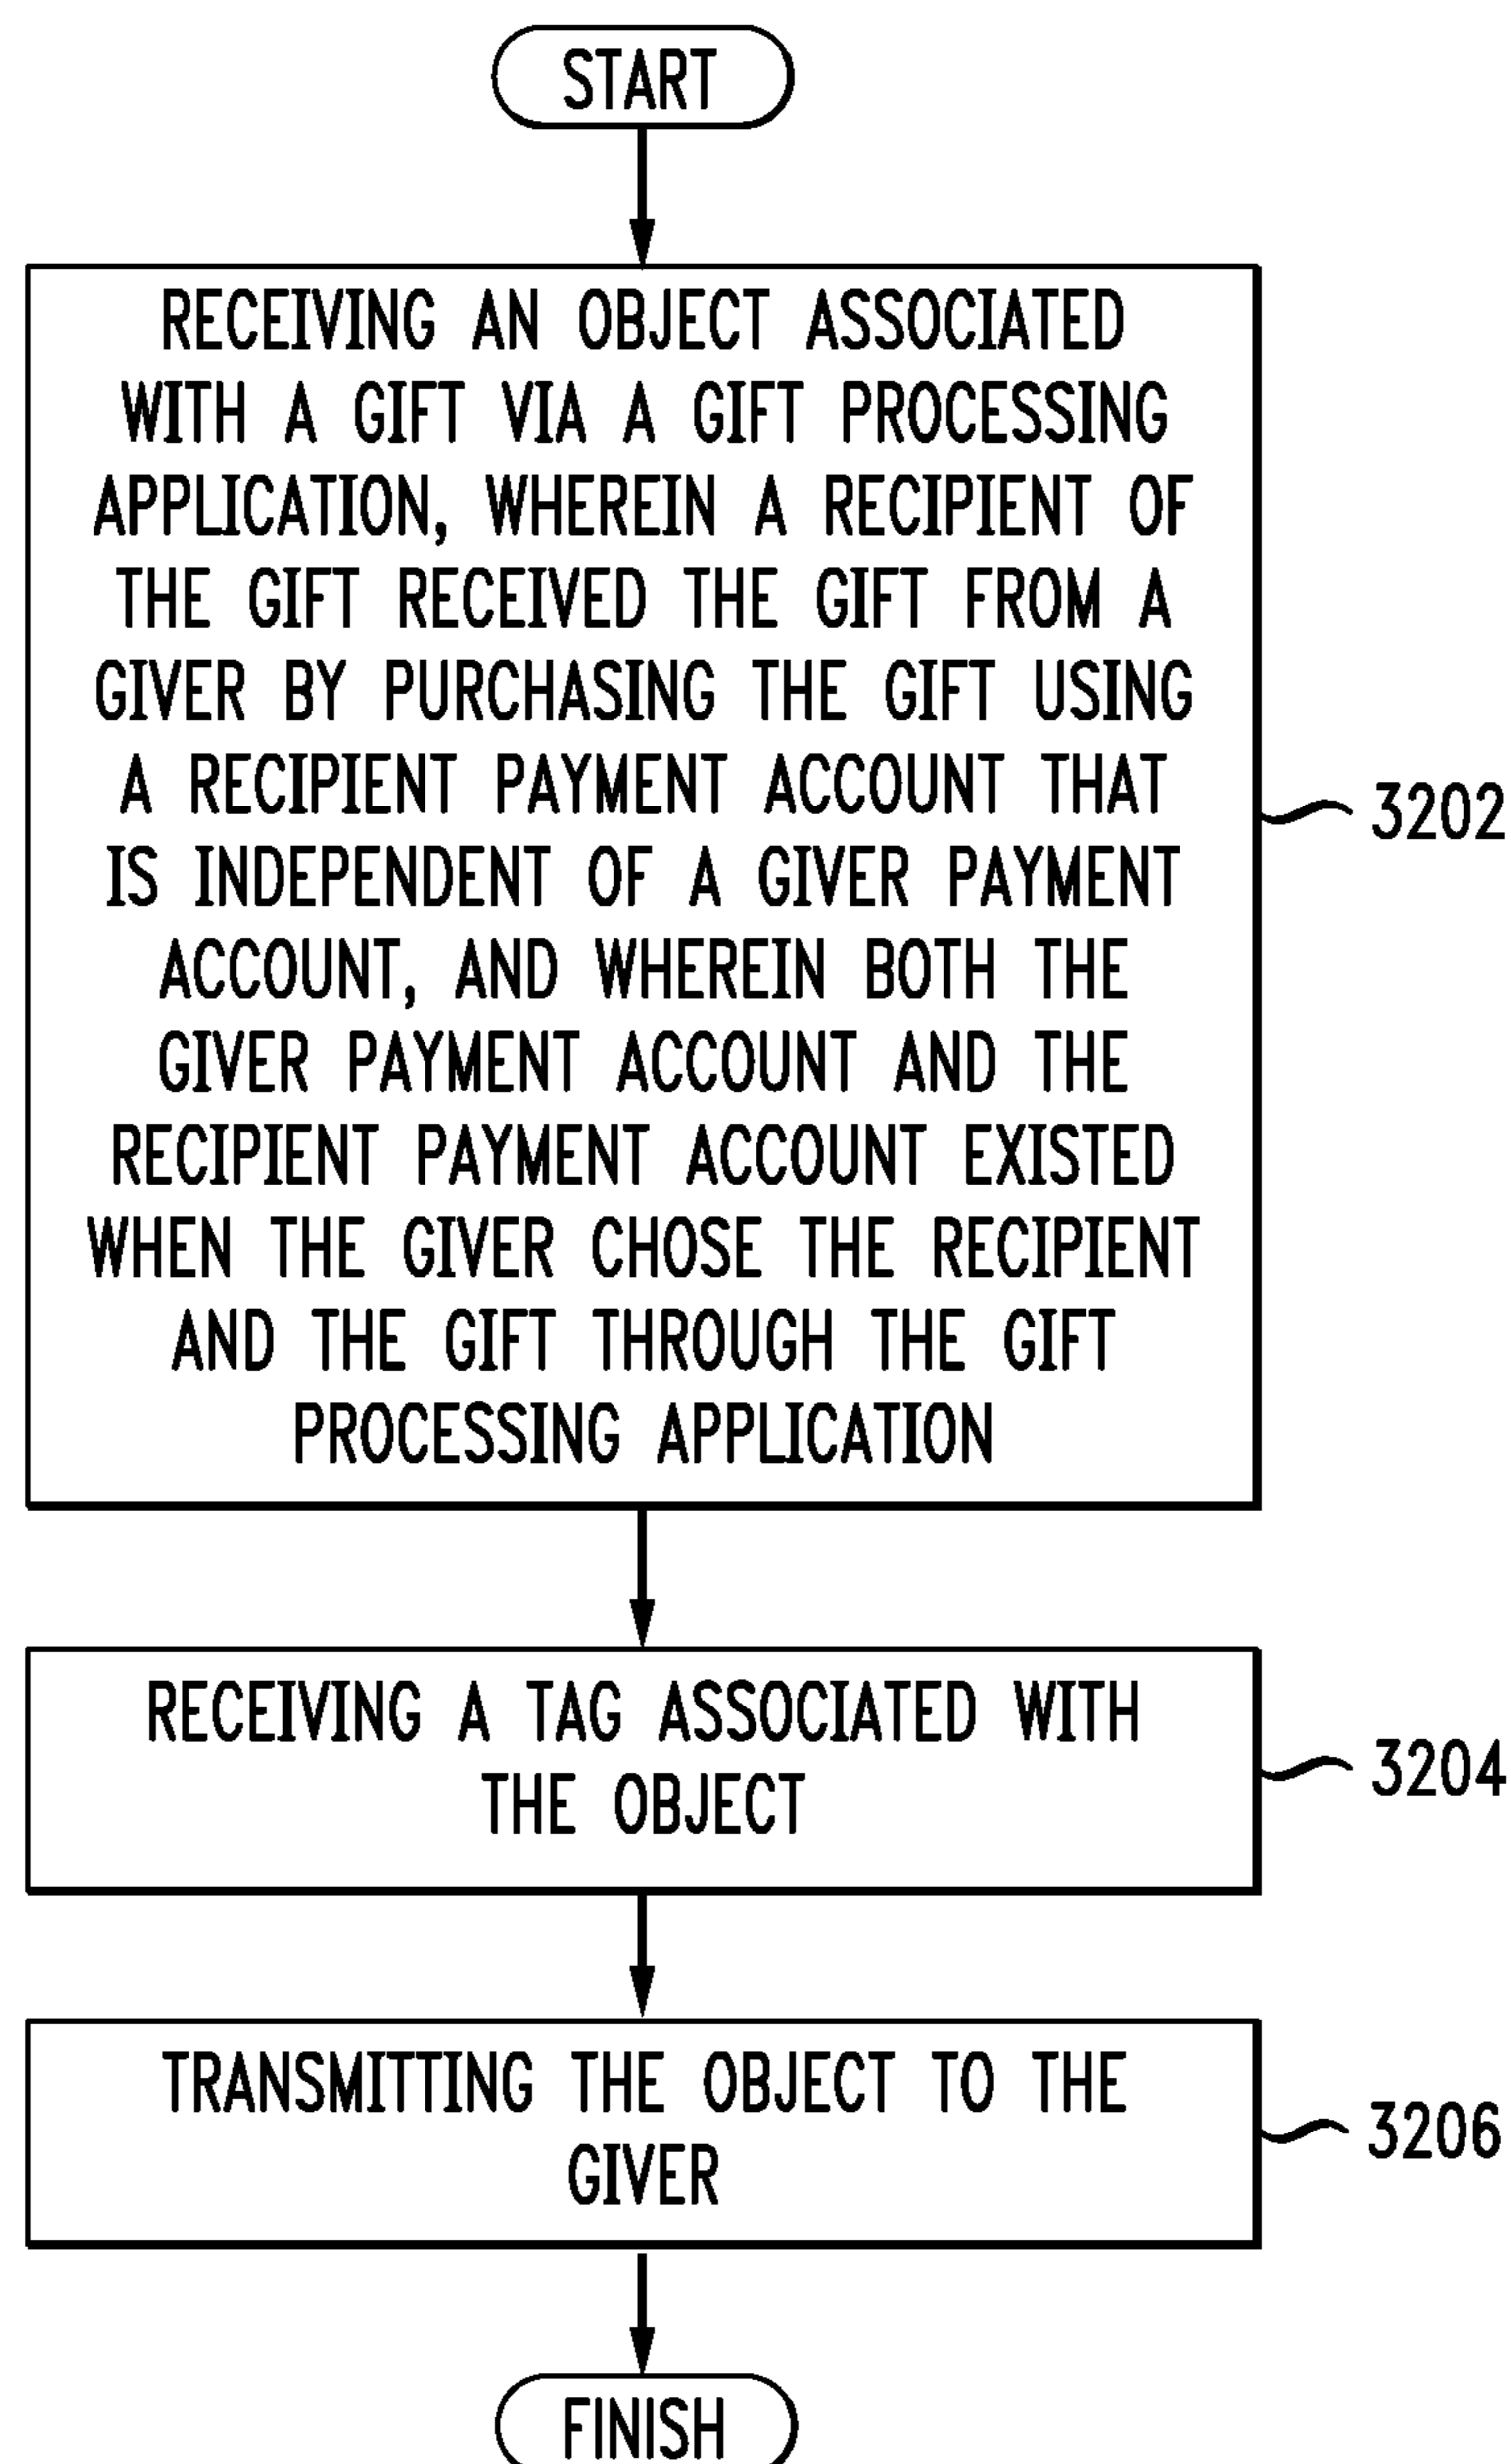 START
RECEIVING AN OBJECT ASSOCIATED
WITH A GIFT VIA A GIFT PROCESSING
APPLICATION, WHEREIN A RECIPIENT OF
THE GIFT RECEIVED THE GIFT FROM A
GIVER BY PURCHASING THE GIFT USING
A RECIPIENT PAYMENT ACCOUNT THAT
IS INDEPENDENT OF A GIVER PAYMENT
ACCOUNT, AND WHEREIN BOTH THE
GIVER PAYMENT ACCOUNT AND THE
RECIPIENT PAYMENT ACCOUNT EXISTED
WHEN THE GIVER CHOSE THE RECIPIENT
AND THE GIFT THROUGH THE GIFT
PROCESSING APPLICATION
3202
RECEIVING A TAG ASSOCIATED WITH
THE OBJECT
3204
TRANSMITTING THE OBJECT TO THE
GIVER
3206
FINISH